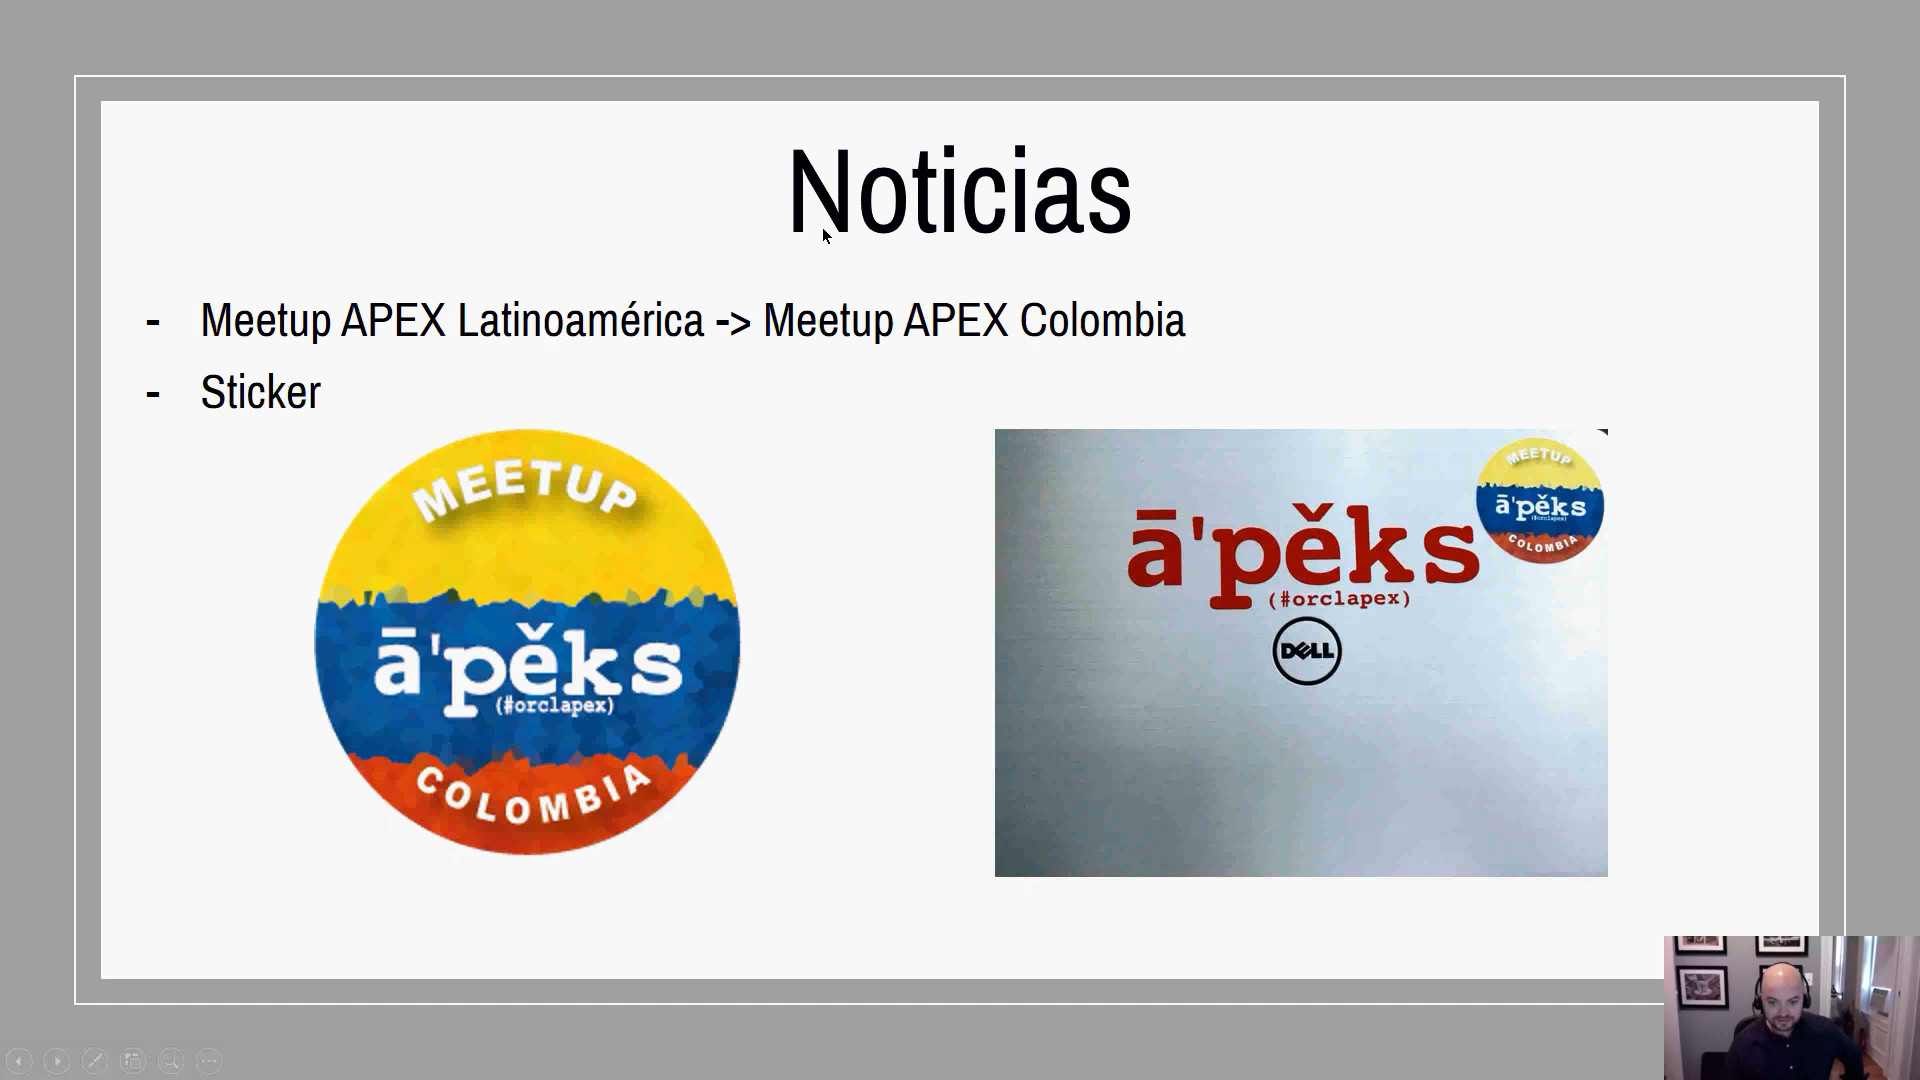 Noticias
- Meetup APEX Latinoamérica -> Meetup APEX Colombia
- Sticker
MEETUP
ā'pěks
(#orclapex)
COLOMBIA
ā'pěks
(#orclapex)
DELL
MEETUP
ā'pěks
(#orclapex)
COLOMBIA